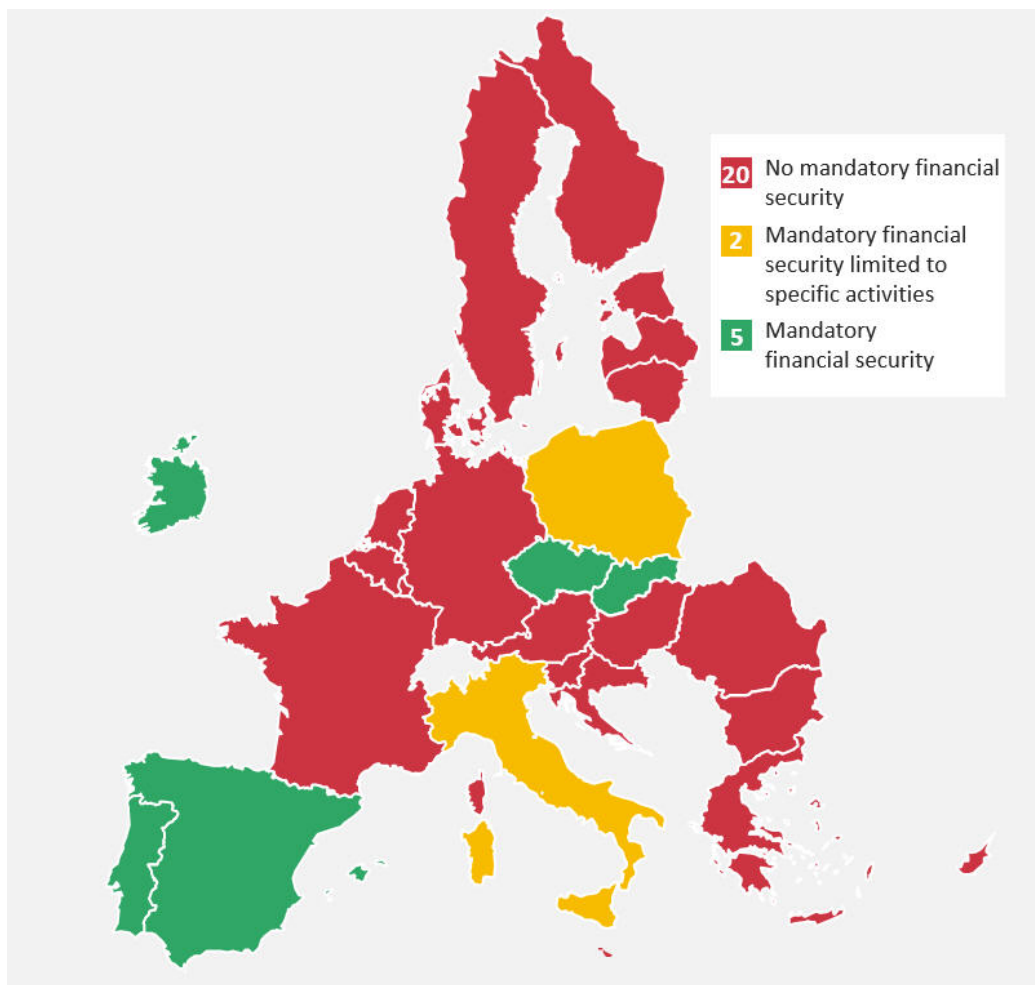 20 No mandatory financial
security
2 Mandatory financial
security limited to
specific activities
5 Mandatory
financial security